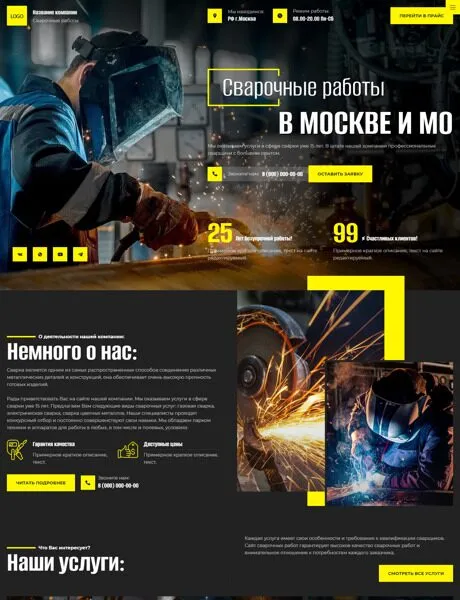 LOGO
Название компании
Сварочные работы
Мы находимся:
РФ г.Москва
Режим работы:
08.00-20.00 Пн-Сб
ПЕРЕЙТИ В ПРАЙС
Сварочные работы
В МОСКВЕ И МО
Мы оказываем услуги в сфере сварки уже 15 лет. В штате нашей компании профессиональные
сварщики с большим опытом.
Звоните нам: 8 (000) 000-00-00
ОСТАВИТЬ ЗАЯВКУ
25 Лет безупречной работы!
Примерное краткое описание, текст на сайте
редактируемый.
99 Счастливых клиентов!
Примерное краткое описание, текст на сайте
редактируемый.
О деятельности нашей компании:
Немного о нас:
Сварка является одним из самых распространенным способом соединения различных
металлических деталей и конструкций, она обеспечивает очень высокую прочность
готовых изделий.
Рады приветствовать Вас на сайте нашей компании. Мы оказываем услуги в сфере
сварки уже 15 лет. Предлагаем Вам следующие виды сварочных услуг: газовая сварка,
электрическая сварка, сварка цветных металлов. Наши специалисты проходят
конкурсный отбор и постоянно совершенствуют свои навыки. Мы обладаем парком
техники и аппаратов для работы в любых, в том числе и полевых, условиях.
Гарантия качества
Примерное краткое описание,
текст.
Доступные цены
Примерное краткое описание,
текст.
ЧИТАТЬ ПОДРОБНЕЕ
Звоните нам:
8 (000) 000-00-00
Что Вас интересует?
Наши услуги:
Каждая услуга имеет свои особенности и требования к квалификации сварщиков.
Сайт сварочных работ гарантирует высокое качество сварочных работ и
внимательное отношение к потребностям каждого заказчика.
СМОТРЕТЬ ВСЕ УСЛУГИ